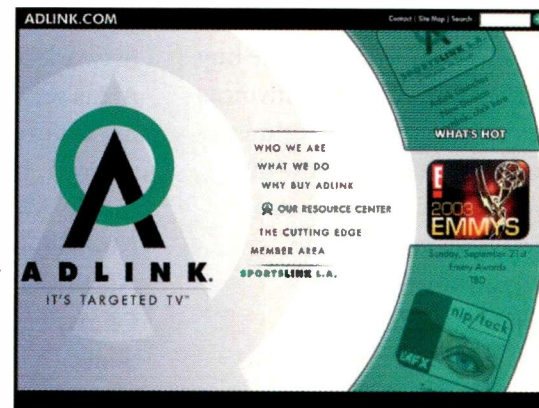 ADLINK.COM
Contact | Site Map | Search
SPORTSLINK L.A.
WHAT'S HOT
WHO WE ARE
WHAT WE DO
WHY BUY ADLINK
OUR RESOURCE CENTER
THE CUTTING EDGE
MEMBER AREA
SPORTSLINK L.A.
ADLINK.
IT'S TARGETED TV™
E!
2003
EMMYS
Sunday, September 21st
Emmy Awards
TBD
nip/tuck
FX